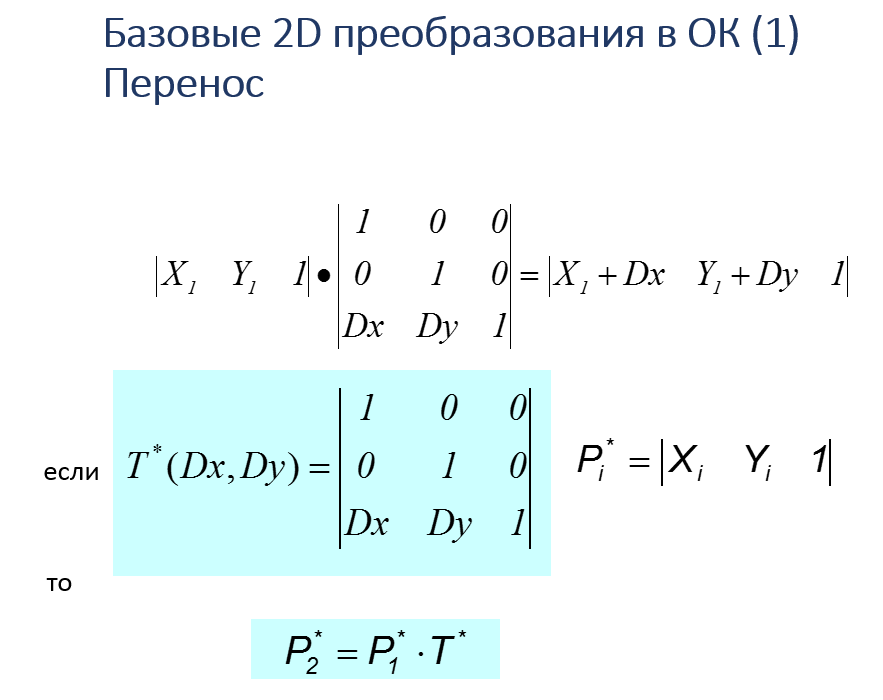 Базовые 2D преобразования в ОК (1)
Перенос
|X₁ Y₁ 1| • |1 0 0| = |X₁ + Dx Y₁ + Dy 1|
|0 1 0|
|Dx Dy 1|
если T*(Dx, Dy) = |1 0 0| Pᵢ* = |Xᵢ Yᵢ 1|
|0 1 0|
|Dx Dy 1|
то
P₂* = P₁* · T*